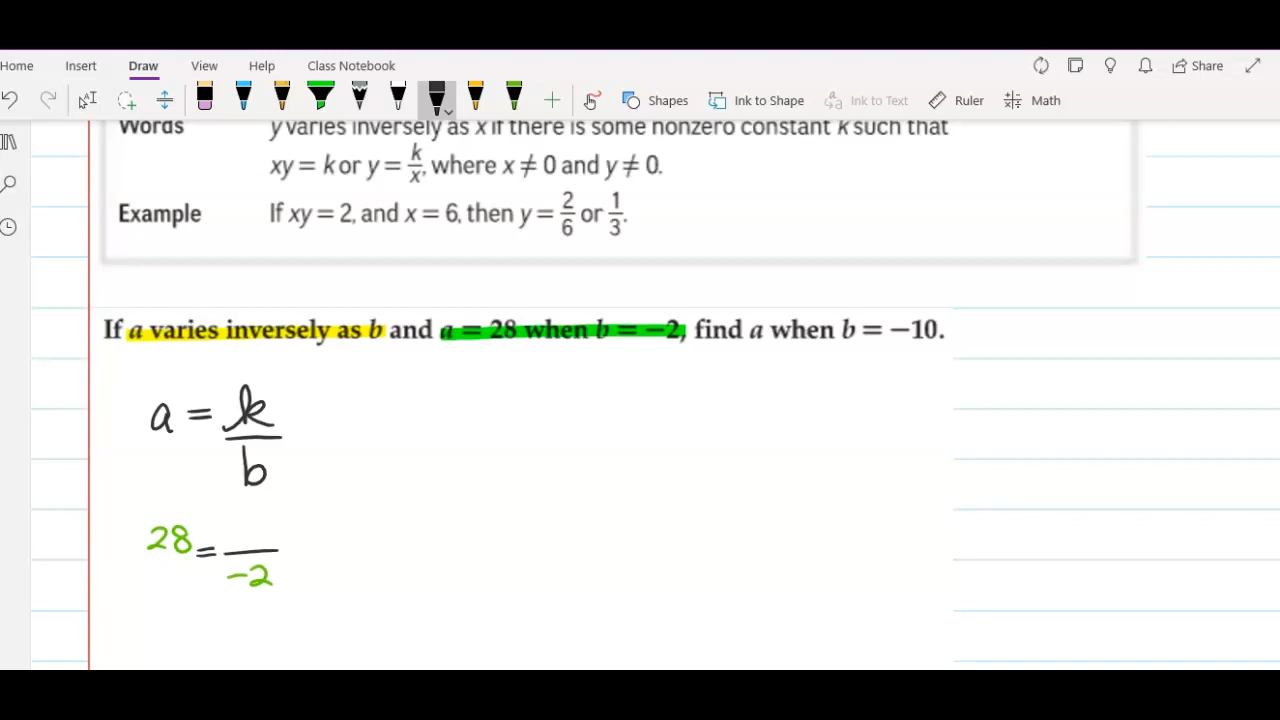 Home Insert Draw View Help Class Notebook Share
Shapes Ink to Shape Ink to Text Ruler Math
Words y varies inversely as x if there is some nonzero constant k such that
xy = k or y = k/x, where x ≠ 0 and y ≠ 0.
Example If xy = 2, and x = 6, then y = 2/6 or 1/3.
If a varies inversely as b and a = 28 when b = −2, find a when b = −10.
a = k/b
28 = /-2